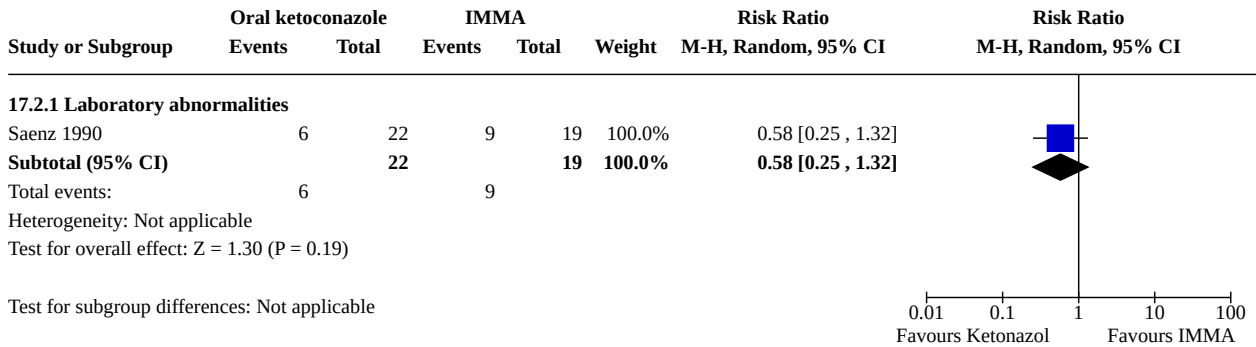 Oral ketoconazole IMMA Risk Ratio Risk Ratio
Study or Subgroup Events Total Events Total Weight M-H, Random, 95% CI M-H, Random, 95% CI
17.2.1 Laboratory abnormalities
Saenz 1990 6 22 9 19 100.0% 0.58 [0.25 , 1.32]
Subtotal (95% CI) 22 19 100.0% 0.58 [0.25 , 1.32]
Total events: 6 9
Heterogeneity: Not applicable
Test for overall effect: Z = 1.30 (P = 0.19)
Test for subgroup differences: Not applicable
0.01 0.1 1 10 100
Favours Ketonazol Favours IMMA